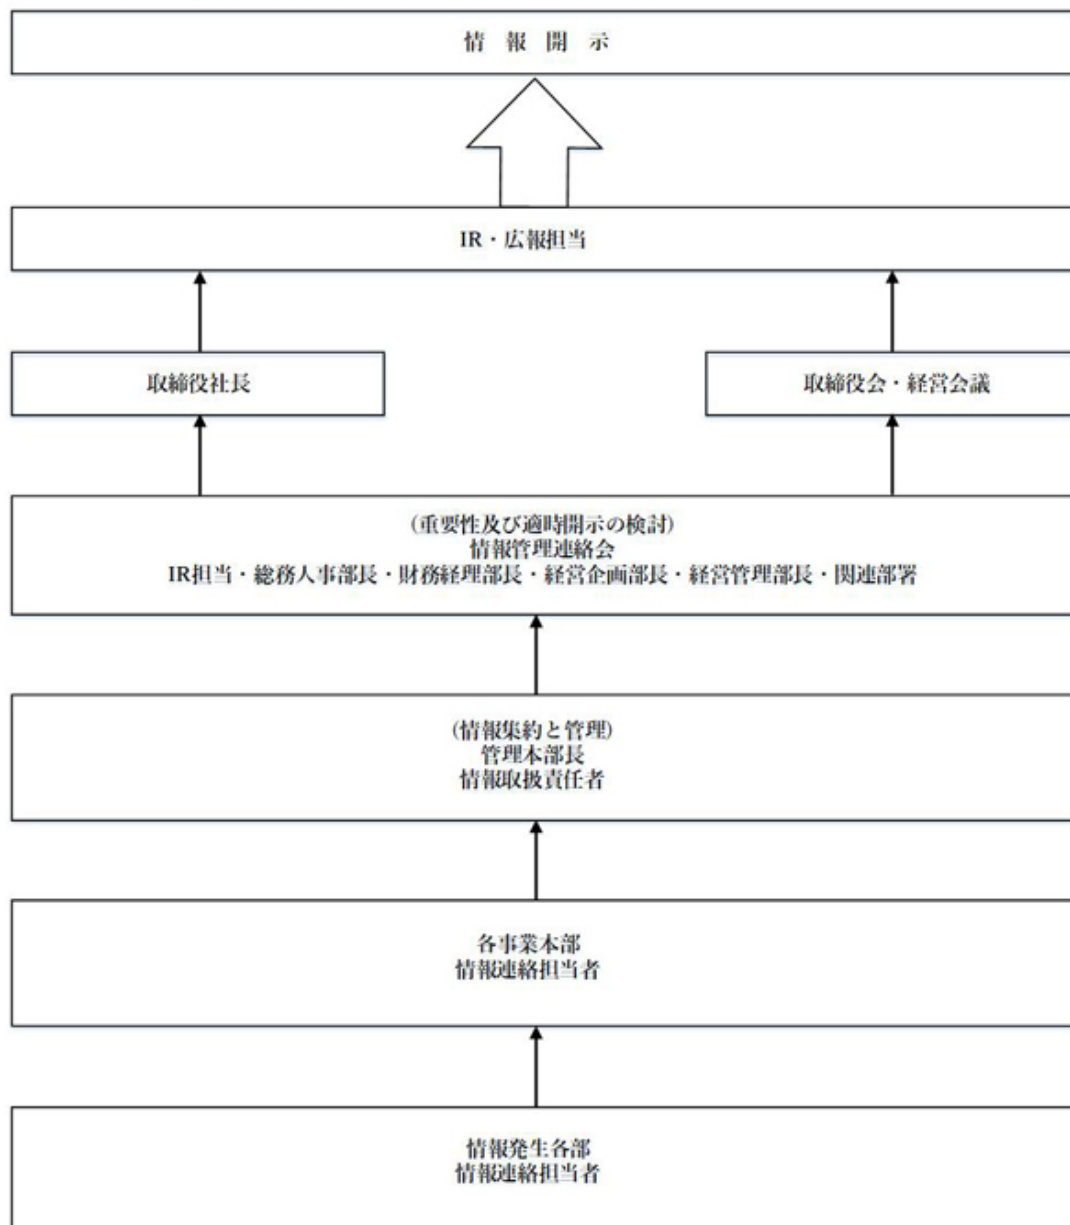 情 報 開 示
IR・広報担当
取締役社長
取締役会・経営会議
(重要性及び適時開示の検討)
情報管理連絡会
IR担当・総務人事部長・財務経理部長・経営企画部長・経営管理部長・関連部署
(情報集約と管理)
管理本部長
情報取扱責任者
各事業本部
情報連絡担当者
情報発生各部
情報連絡担当者